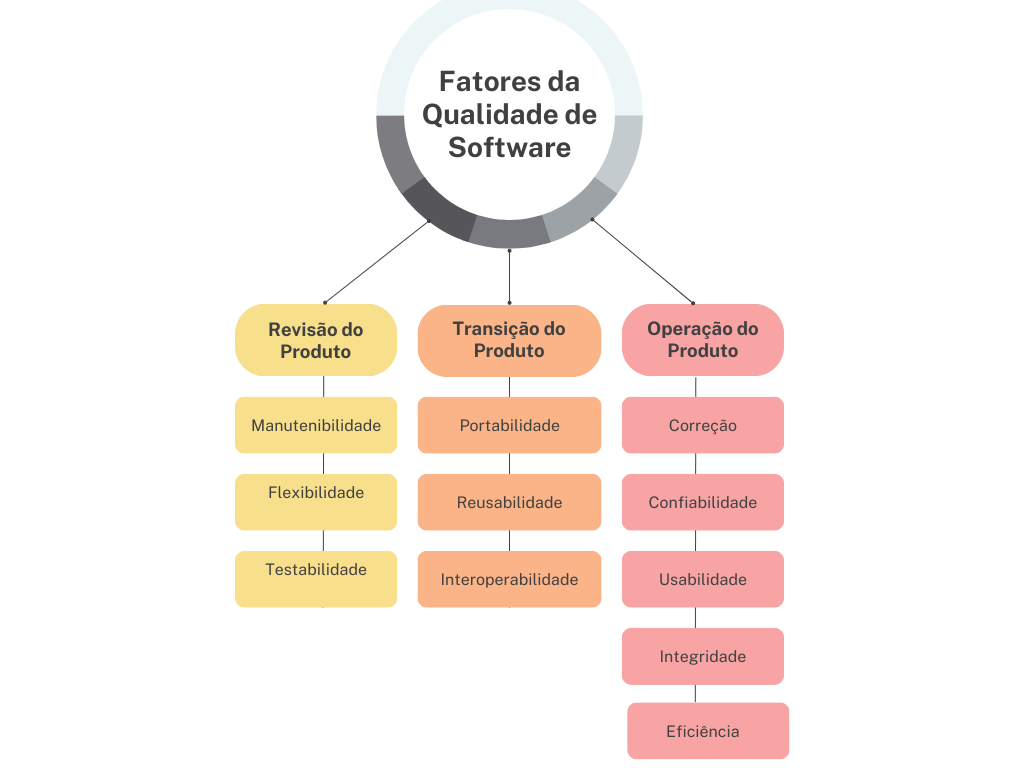 Fatores da
Qualidade de
Software
Revisão do
Produto
Manutenibilidade
Flexibilidade
Testabilidade
Transição do
Produto
Portabilidade
Reusabilidade
Interoperabilidade
Operação do
Produto
Correção
Confiabilidade
Usabilidade
Integridade
Eficiência